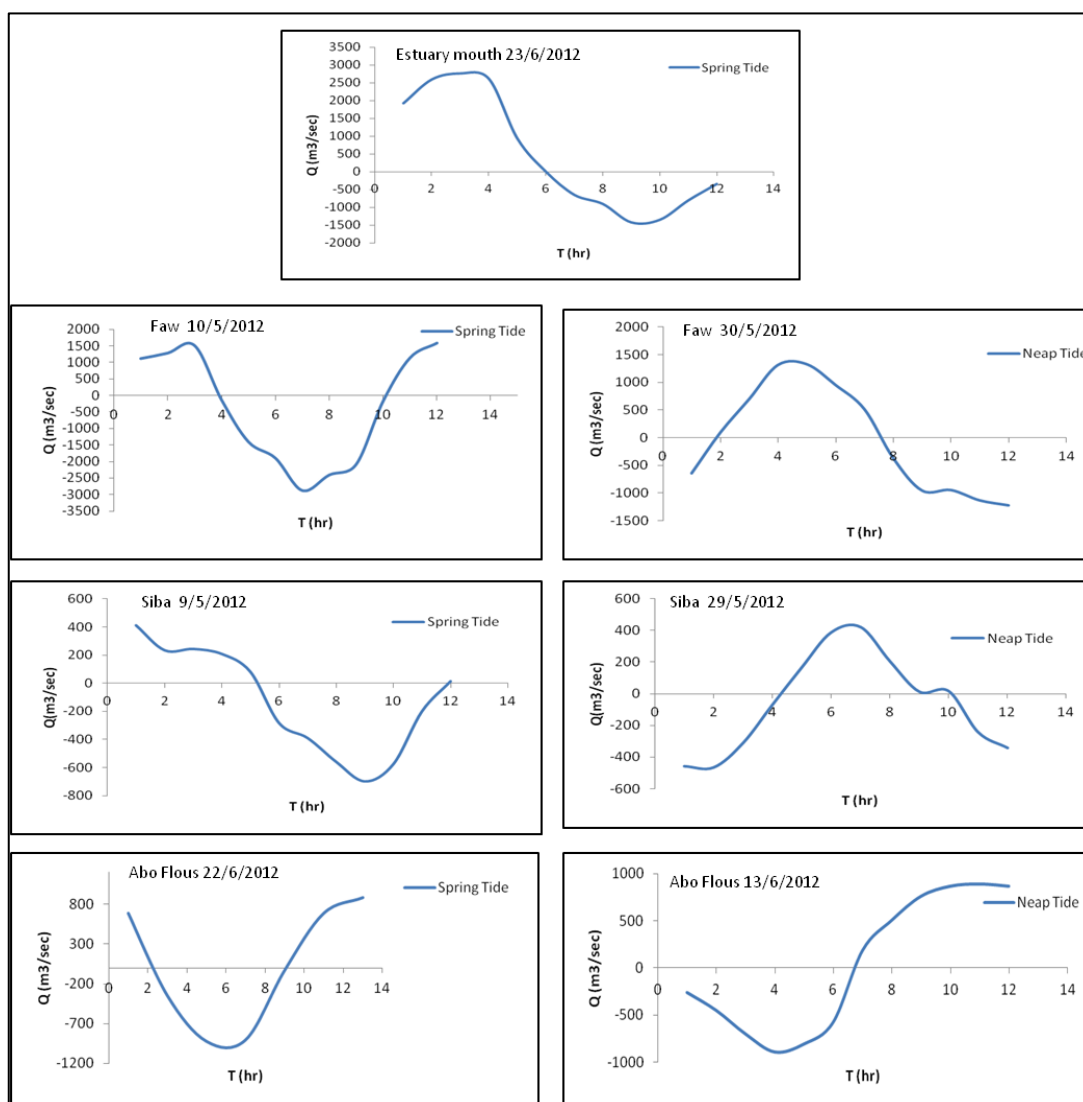 Estuary mouth 23/6/2012
Spring Tide
Q (m3/sec)
3500
3000
2500
2000
1500
1000
500
0
-500
-1000
-1500
-2000
0 2 4 6 8 10 12 14
T (hr)
Faw 10/5/2012
Spring Tide
Q (m3/sec)
2000
1500
1000
500
0
-500
-1000
-1500
-2000
-2500
-3000
-3500
0 2 4 6 8 10 12 14
T (hr)
Faw 30/5/2012
Neap Tide
Q (m3/sec)
2000
1500
1000
500
0
-500
-1000
-1500
0 2 4 6 8 10 12 14
T (hr)
Siba 9/5/2012
Spring Tide
Q(m3/sec)
600
400
200
0
-200
-400
-600
-800
0 2 4 6 8 10 12 14
T (hr)
Siba 29/5/2012
Neap Tide
Q(m3/sec)
600
400
200
0
-200
-400
-600
0 2 4 6 8 10 12 14
T (hr)
Abo Flous 22/6/2012
Spring Tide
Q (m3/sec)
800
300
-200
-700
-1200
0 2 4 6 8 10 12 14
T (hr)
Abo Flous 13/6/2012
Neap Tide
Q (m3/sec)
1000
500
0
-500
-1000
0 2 4 6 8 10 12 14
T (hr)